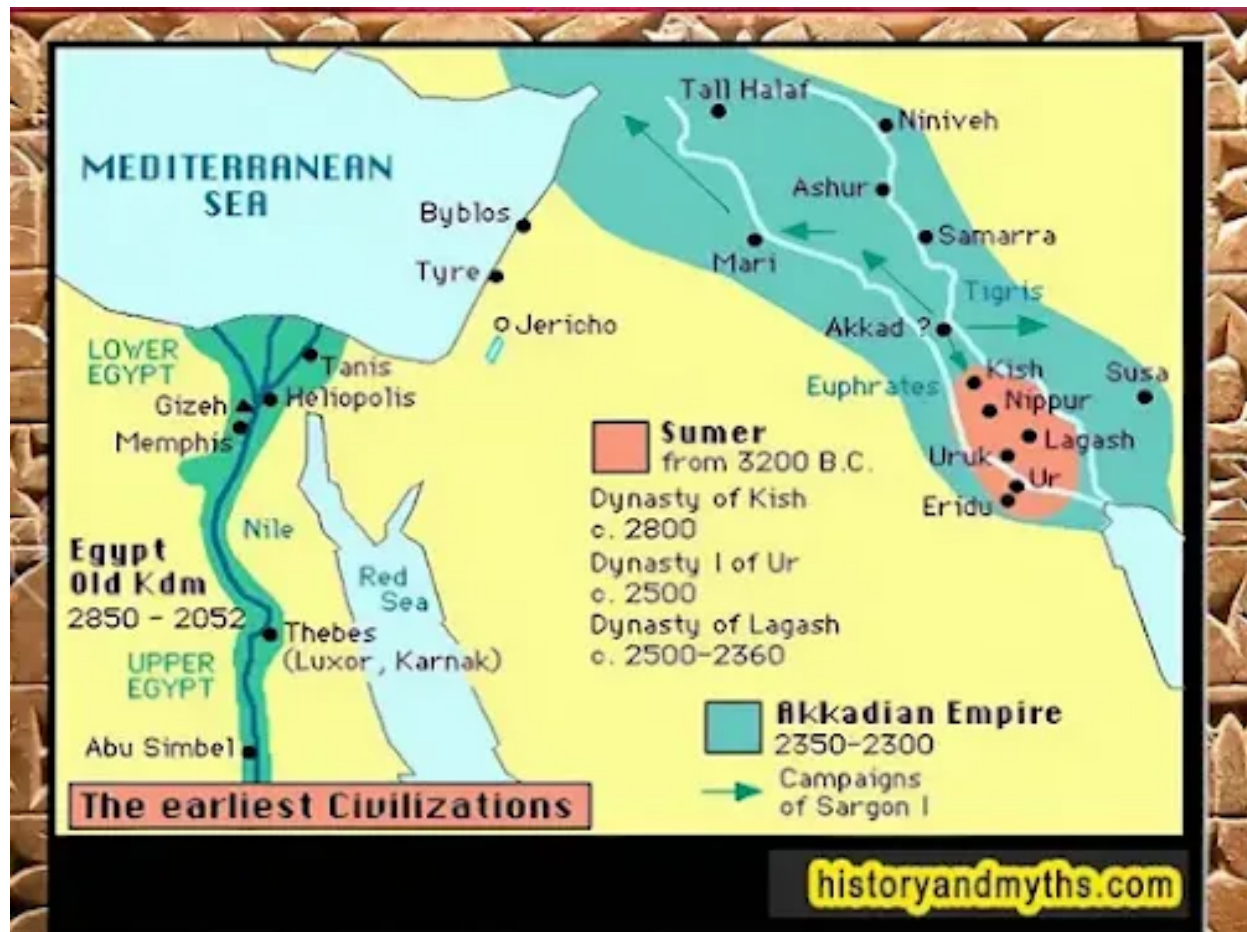 MEDITERRANEAN
SEA
Tall Halaf
Niniveh
Ashur
Samarra
Byblos
Tyre
Mari
Tigris
Jericho
Akkad ?
LOWER
EGYPT
Tanis
Gizeh
Heliopolis
Memphis
Euphrates
Kish
Susa
Nippur
Lagash
Uruk
Ur
Eridu
Sumer
from 3200 B.C.
Dynasty of Kish
c. 2800
Dynasty I of Ur
c. 2500
Dynasty of Lagash
c. 2500-2360
Nile
Egypt
Old Kdm
2850 - 2052
Red
Sea
Thebes
(Luxor, Karnak)
UPPER
EGYPT
Abu Simbel
Akkadian Empire
2350-2300
Campaigns
of Sargon I
The earliest Civilizations
historyandmyths.com